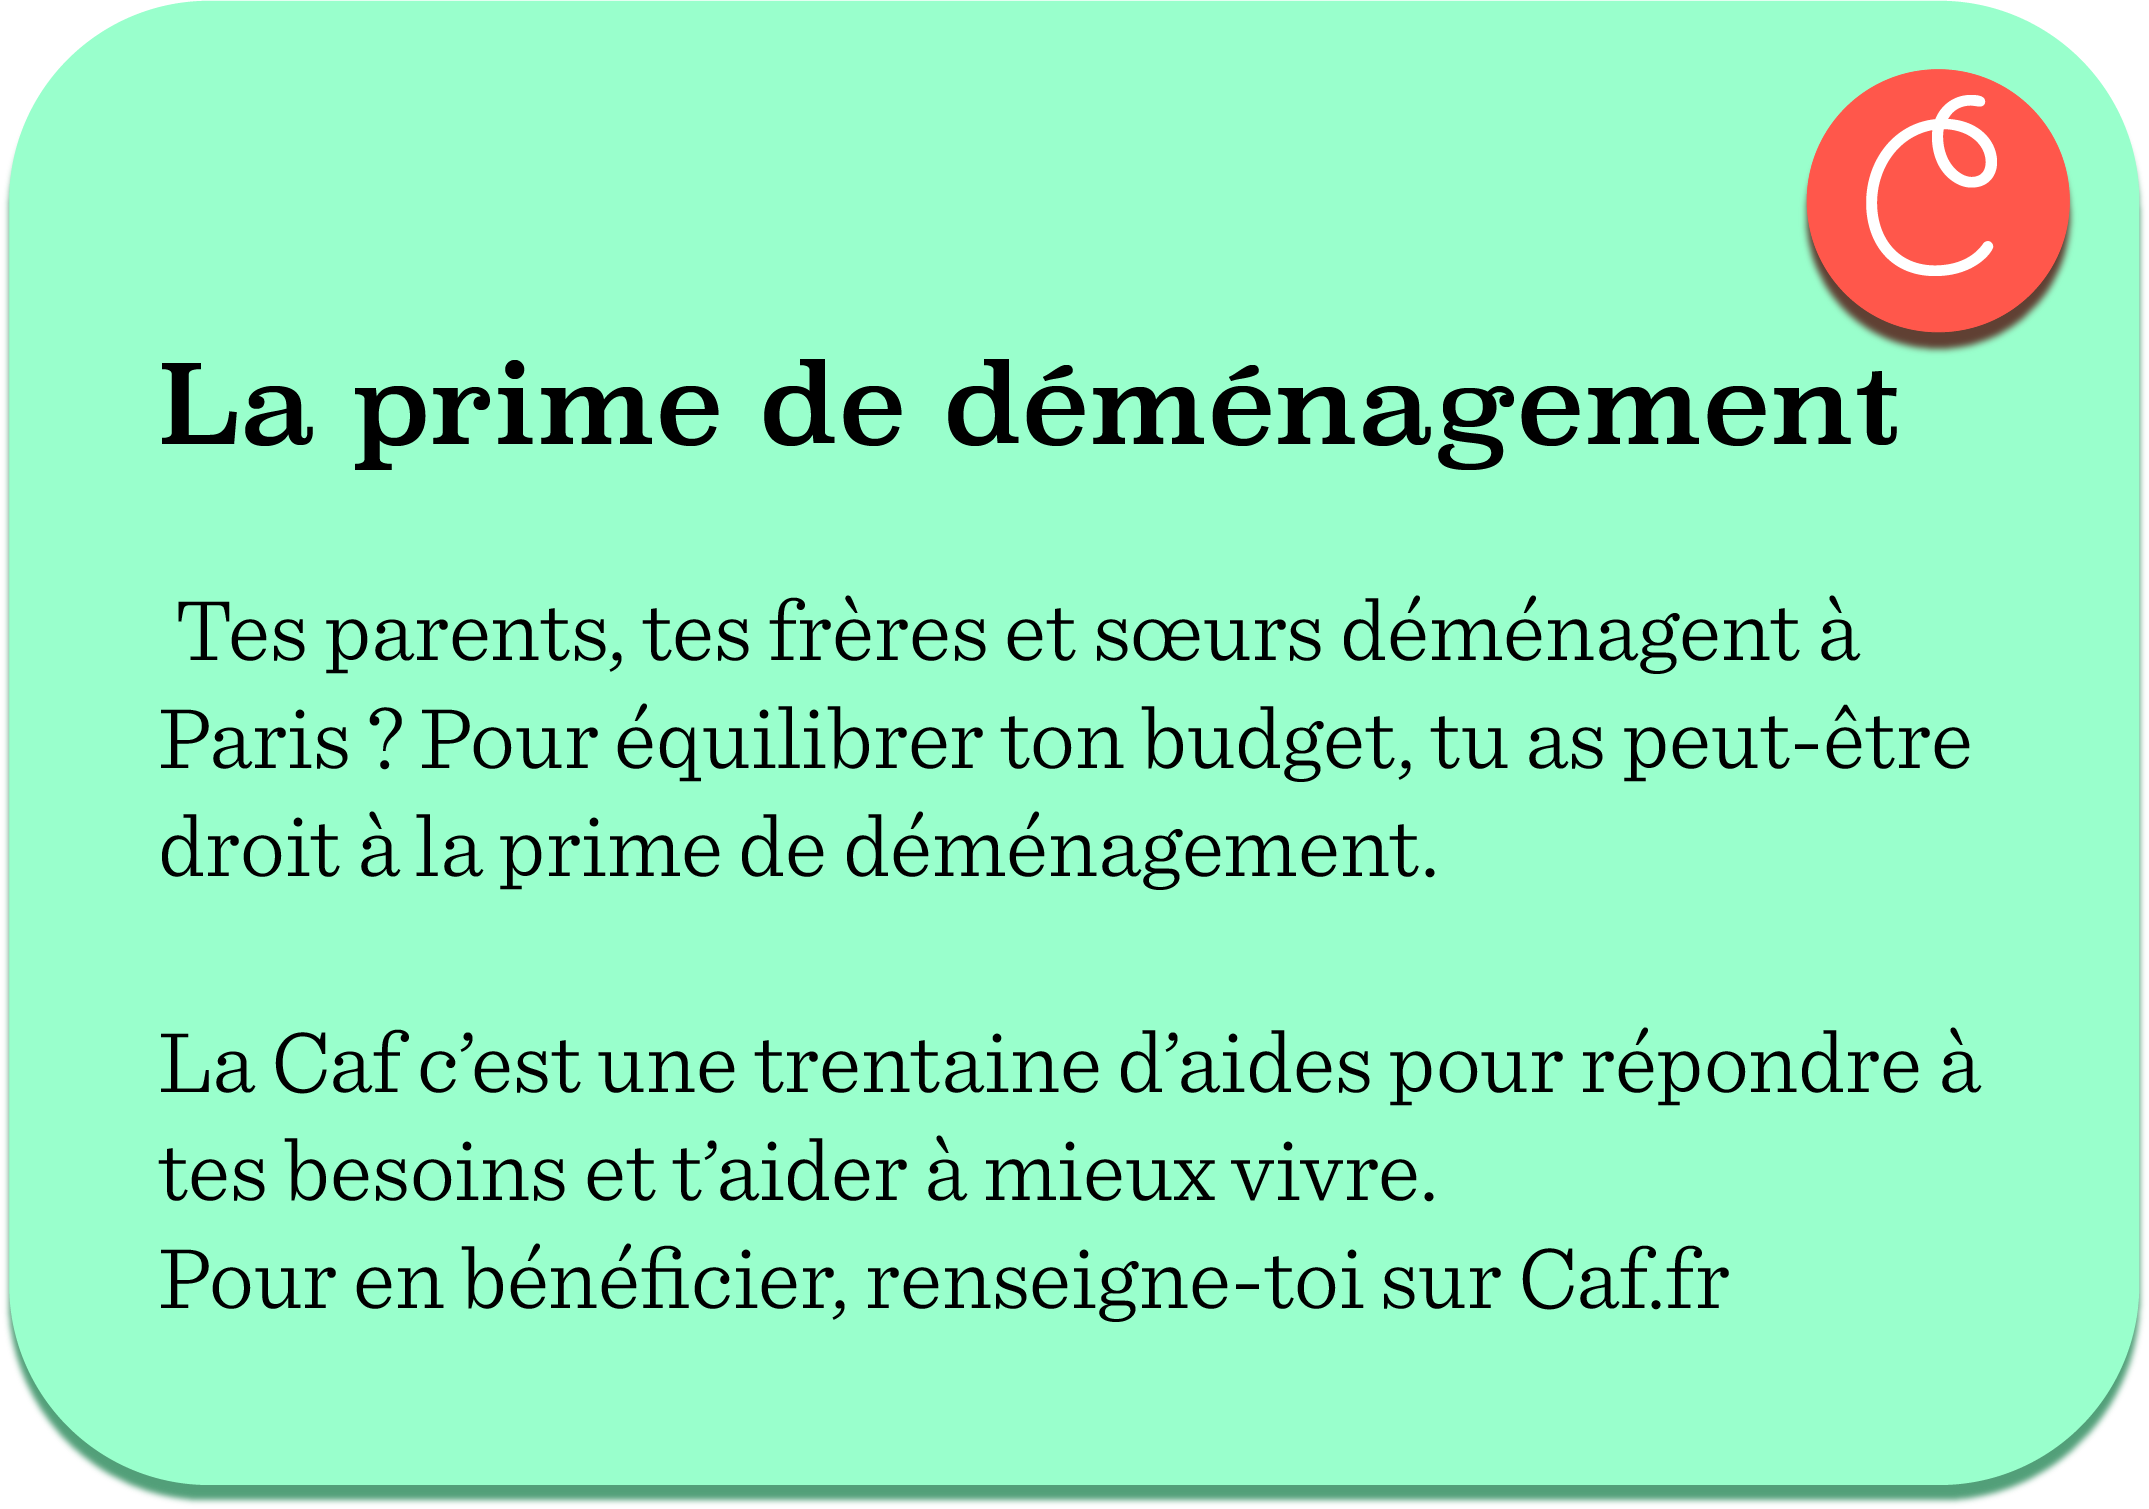 C
La prime de déménagement
Tes parents, tes frères et sœurs déménagent à
Paris ? Pour équilibrer ton budget, tu as peut-être
droit à la prime de déménagement.
La Caf c’est une trentaine d’aides pour répondre à
tes besoins et t’aider à mieux vivre.
Pour en bénéficier, renseigne-toi sur Caf.fr